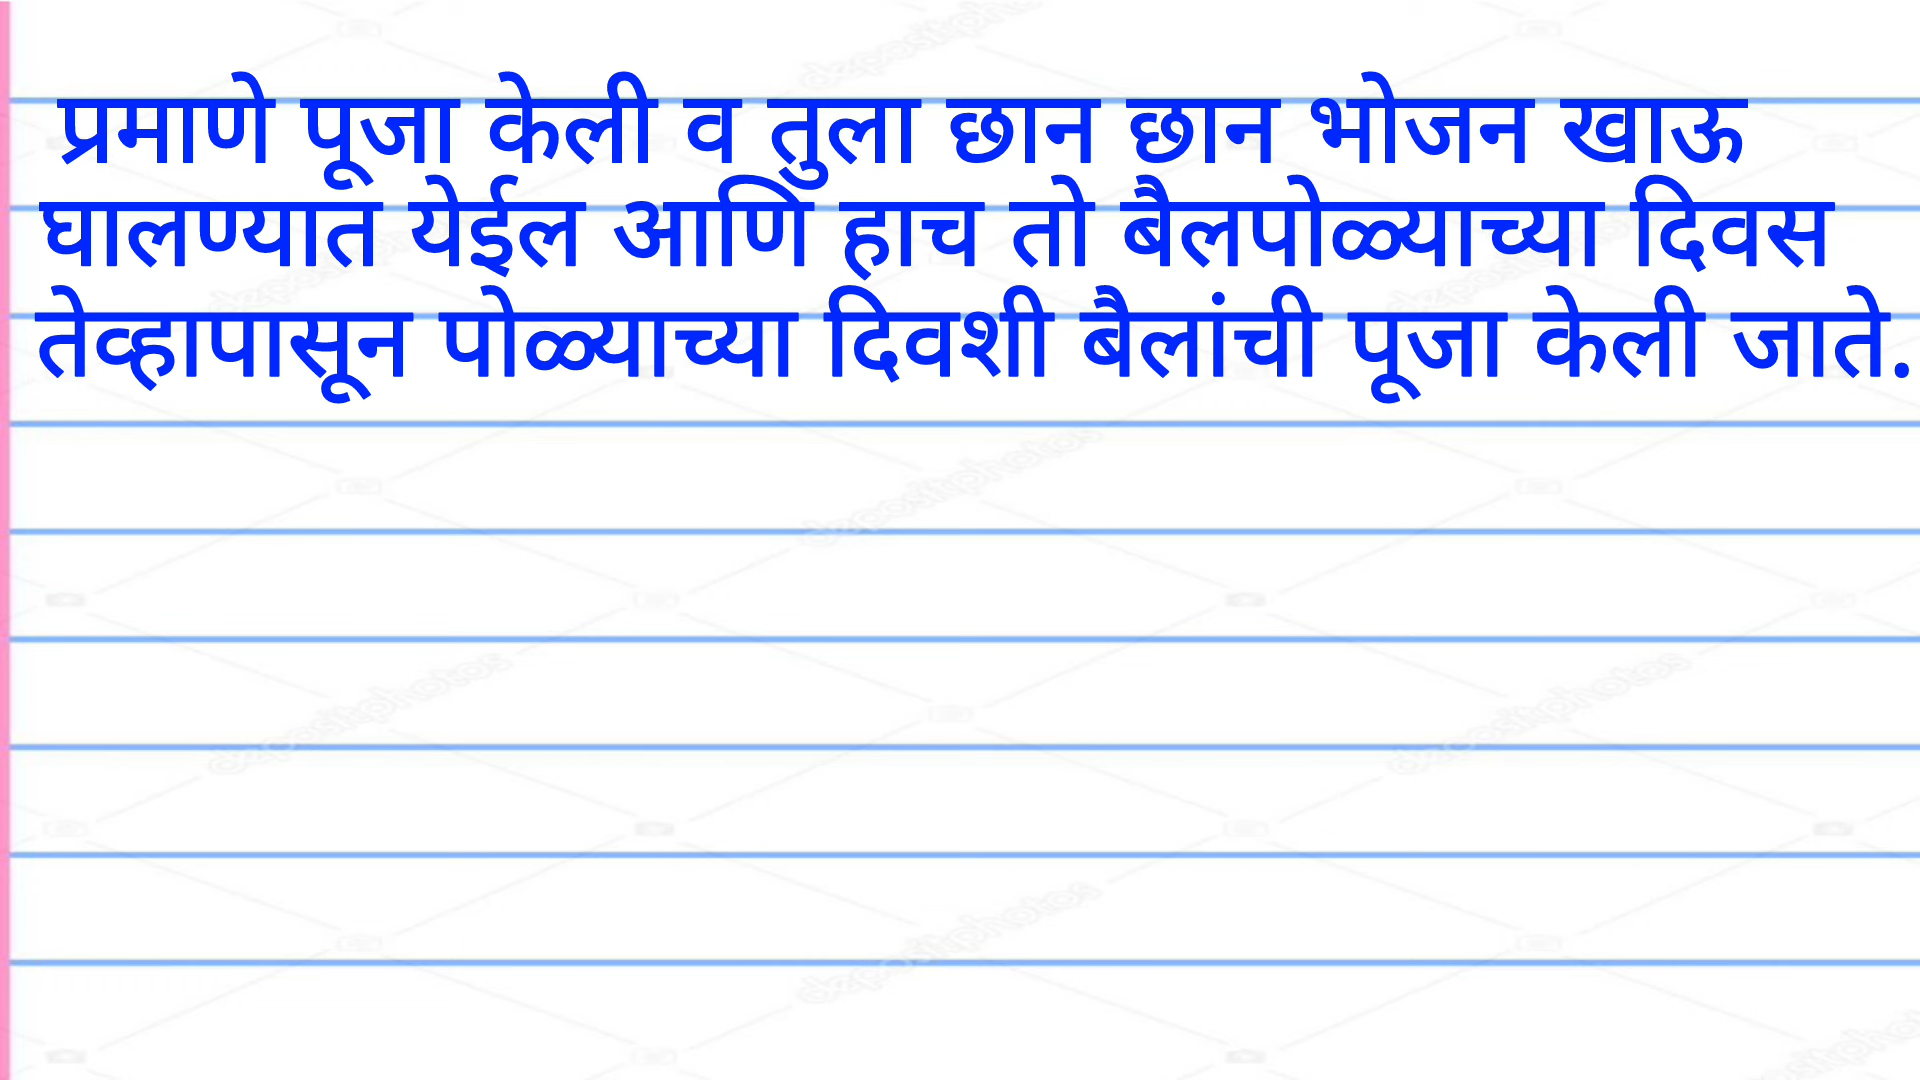 प्रमाणे पूजा केली व तुला छान छान भोजन खाऊ
घालण्यात येईल आणि हाच तो बैलपोळ्याच्या दिवस
तेव्हापासून पोळ्याच्या दिवशी बैलांची पूजा केली जाते.